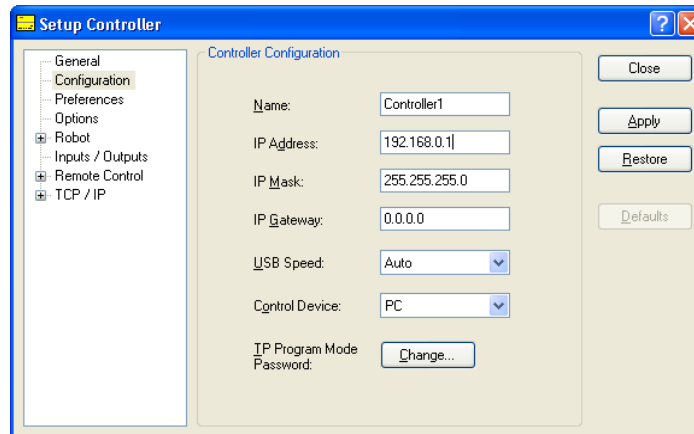 Setup Controller
General
Configuration
Preferences
Options
Robot
Inputs / Outputs
Remote Control
TCP / IP
Controller Configuration
Name: Controller1
IP Address: 192.168.0.1
IP Mask: 255.255.255.0
IP Gateway: 0.0.0.0
USB Speed: Auto
Control Device: PC
TP Program Mode
Password: Change...
Close
Apply
Restore
Defaults